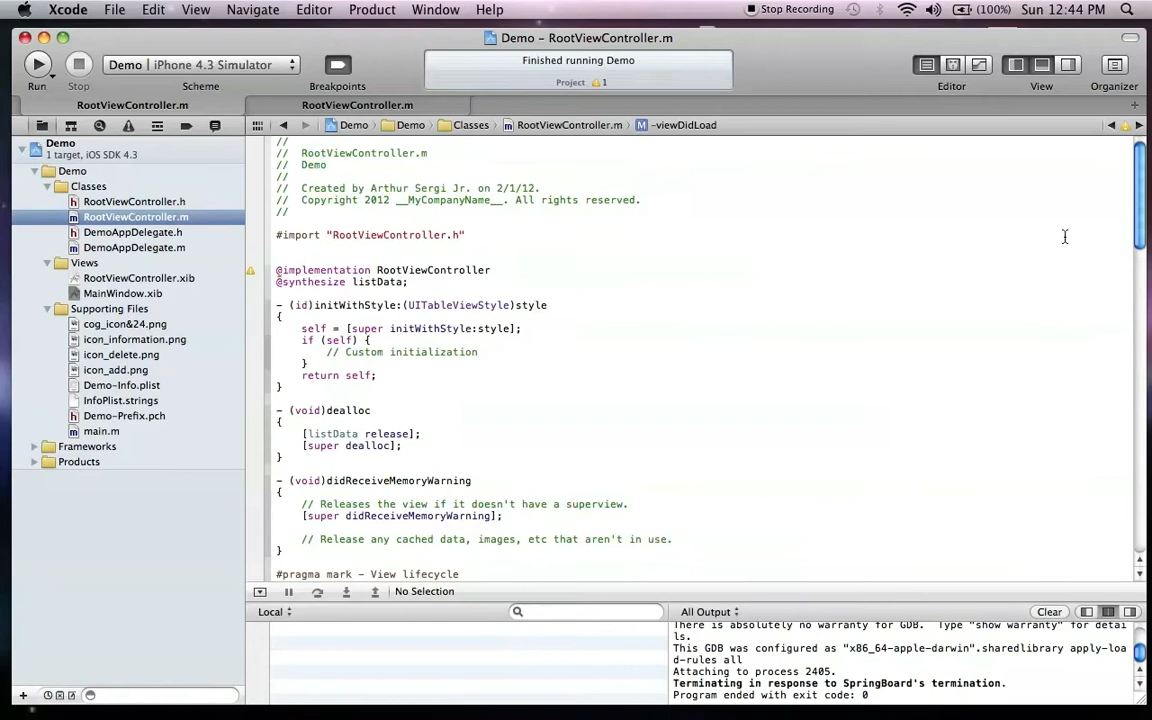 Xcode File Edit View Navigate Editor Product Window Help Stop Recording (100%) Sun 12:44 PM
Demo - RootViewController.m
Demo | iPhone 4.3 Simulator
Finished running Demo
Project 1
Run Stop Scheme Breakpoints Editor View Organizer
RootViewController.m RootViewController.m
Demo Demo Classes RootViewController.m M -viewDidLoad
Demo
1 target, iOS SDK 4.3
Demo
Classes
h RootViewController.h
m RootViewController.m
h DemoAppDelegate.h
m DemoAppDelegate.m
Views
RootViewController.xib
MainWindow.xib
Supporting Files
cog_icon&24.png
icon_information.png
icon_delete.png
icon_add.png
Demo-Info.plist
InfoPlist.strings
h Demo-Prefix.pch
m main.m
Frameworks
Products
//
// RootViewController.m
// Demo
//
// Created by Arthur Sergi Jr. on 2/1/12.
// Copyright 2012 __MyCompanyName__. All rights reserved.
//
#import "RootViewController.h"
@implementation RootViewController
@synthesize listData;
- (id)initWithStyle:(UITableViewStyle)style
{
self = [super initWithStyle:style];
if (self) {
// Custom initialization
}
return self;
}
- (void)dealloc
{
[listData release];
[super dealloc];
}
- (void)didReceiveMemoryWarning
{
// Releases the view if it doesn't have a superview.
[super didReceiveMemoryWarning];
// Release any cached data, images, etc that aren't in use.
}
#pragma mark - View lifecycle
No Selection
Local All Output Clear
There is absolutely no warranty for GDB. Type "show warranty" for detai
ls.
This GDB was configured as "x86_64-apple-darwin".sharedlibrary apply-loa
d-rules all
Attaching to process 2405.
Terminating in response to SpringBoard's termination.
Program ended with exit code: 0